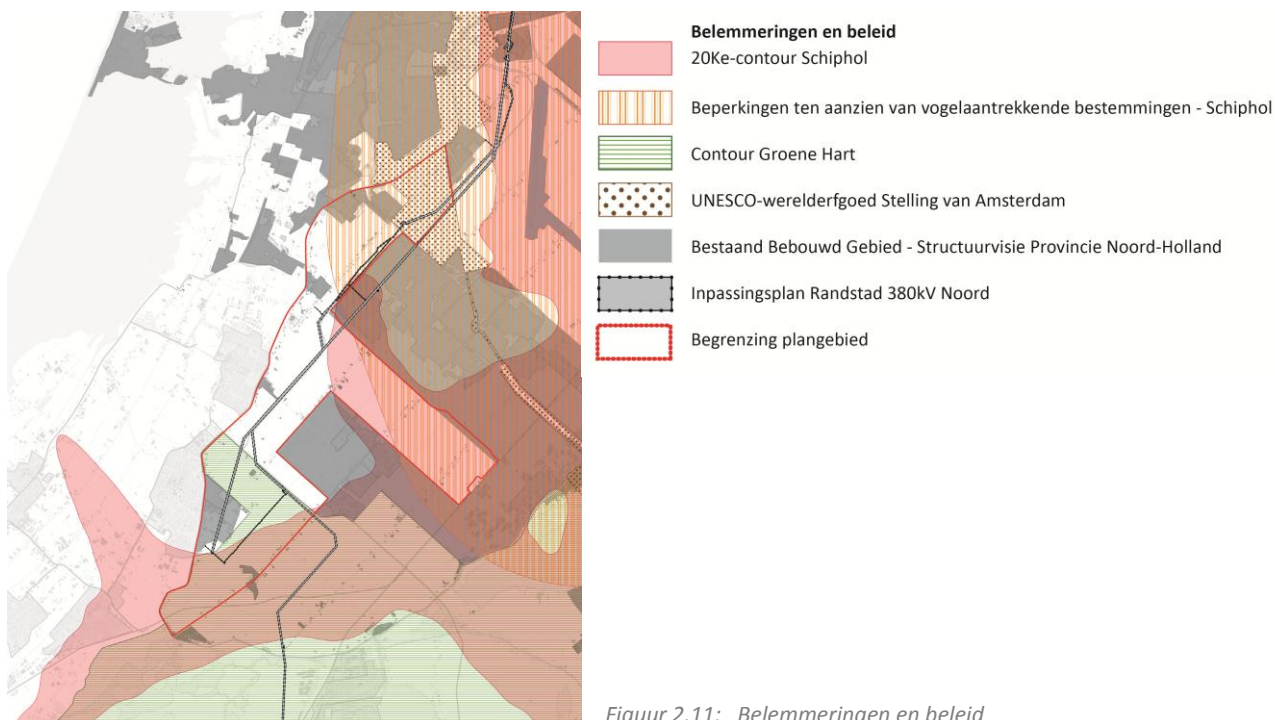 Belemmeringen en beleid
20Ke-contour Schiphol
Beperkingen ten aanzien van vogelaantrekkende bestemmingen - Schiphol
Contour Groene Hart
UNESCO-werelderfgoed Stelling van Amsterdam
Bestaand Bebouwd Gebied - Structuurvisie Provincie Noord-Holland
Inpassingsplan Randstad 380kV Noord
Begrenzing plangebied
Figuur 2.11: Belemmeringen en beleid